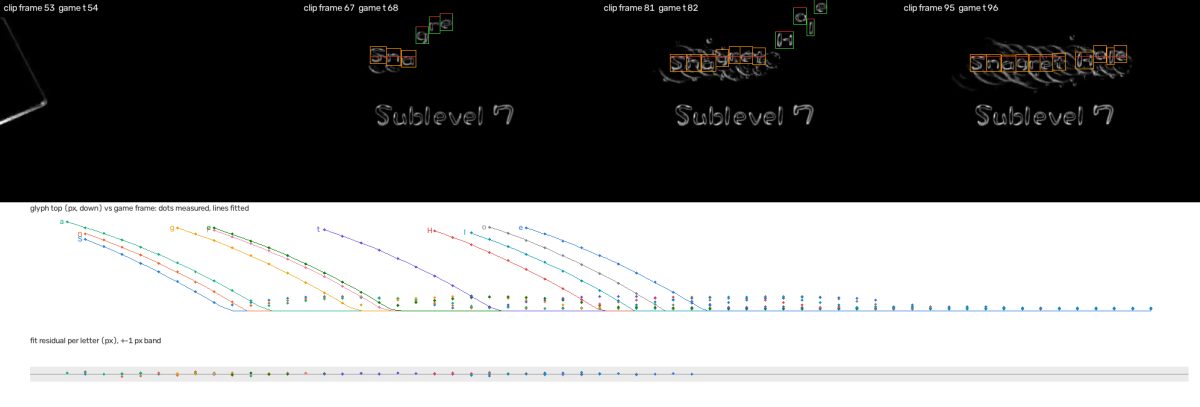 clip frame 53 game t 54
clip frame 67 game t 68
clip frame 81 game t 82
clip frame 95 game t 96
g r e
S n a
Sublevel 7
o l
H
S n a g r e t
Sublevel 7
S n a g r e t H o l e
Sublevel 7
glyph top (px, down) vs game frame: dots measured, lines fitted
a n S g r e t H l o e
fit residual per letter (px), +-1 px band